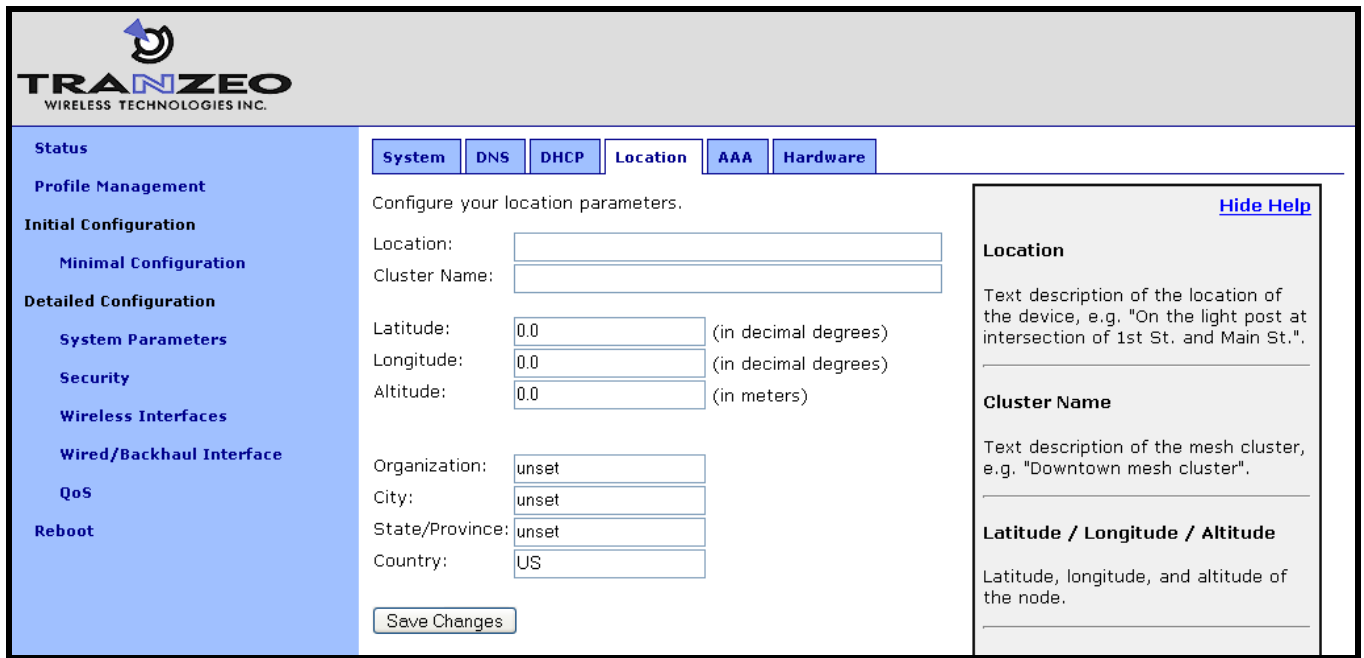 TRANZEO
WIRELESS TECHNOLOGIES INC.
Status
Profile Management
Initial Configuration
Minimal Configuration
Detailed Configuration
System Parameters
Security
Wireless Interfaces
Wired/Backhaul Interface
QoS
Reboot
System DNS DHCP Location AAA Hardware
Configure your location parameters.
Location:
Cluster Name:
Latitude: 0.0 (in decimal degrees)
Longitude: 0.0 (in decimal degrees)
Altitude: 0.0 (in meters)
Organization: unset
City: unset
State/Province: unset
Country: US
Save Changes
Hide Help
Location
Text description of the location of
the device, e.g. "On the light post at
intersection of 1st St. and Main St.".
Cluster Name
Text description of the mesh cluster,
e.g. "Downtown mesh cluster".
Latitude / Longitude / Altitude
Latitude, longitude, and altitude of
the node.